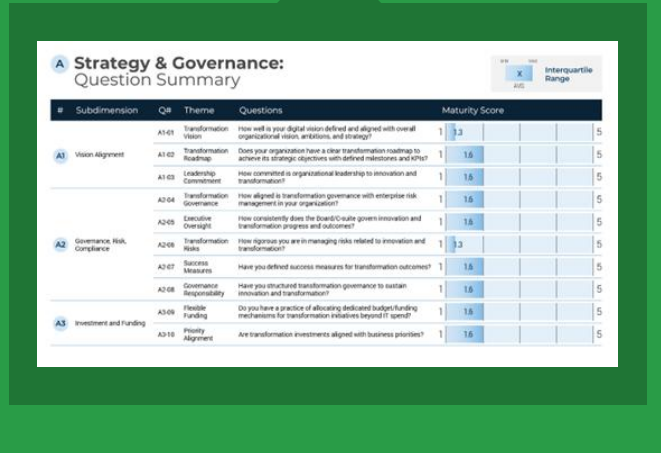 A Strategy & Governance:
Question Summary
X
AVG
Interquartile
Range
# Subdimension Q# Theme Questions Maturity Score
A1 Vision Alignment
A1-01 Transformation Vision How well is your digital vision defined and aligned with overall organizational vision, ambitions, and strategy? 1 1.3 5
A1-02 Transformation Roadmap Does your organization have a clear transformation roadmap to achieve its strategic objectives with defined milestones and KPIs? 1 1.6 5
A1-03 Leadership Commitment How committed is organizational leadership to innovation and transformation? 1 1.6 5
A2 Governance, Risk, Compliance
A2-04 Transformation Governance How aligned is transformation governance with enterprise risk management in your organization? 1 1.6 5
A2-05 Executive Oversight How consistently does the Board/C-suite govern innovation and transformation progress and outcomes? 1 1.6 5
A2-06 Transformation Risks How rigorous you are in managing risks related to innovation and transformation? 1 1.3 5
A2-07 Success Measures Have you defined success measures for transformation outcomes? 1 1.6 5
A2-08 Governance Responsibility Have you structured transformation governance to sustain innovation and transformation? 1 1.6 5
A3 Investment and Funding
A3-09 Flexible Funding Do you have a practice of allocating dedicated budget/funding mechanisms for transformation initiatives beyond IT spend? 1 1.6 5
A3-10 Priority Alignment Are transformation investments aligned with business priorities? 1 1.6 5